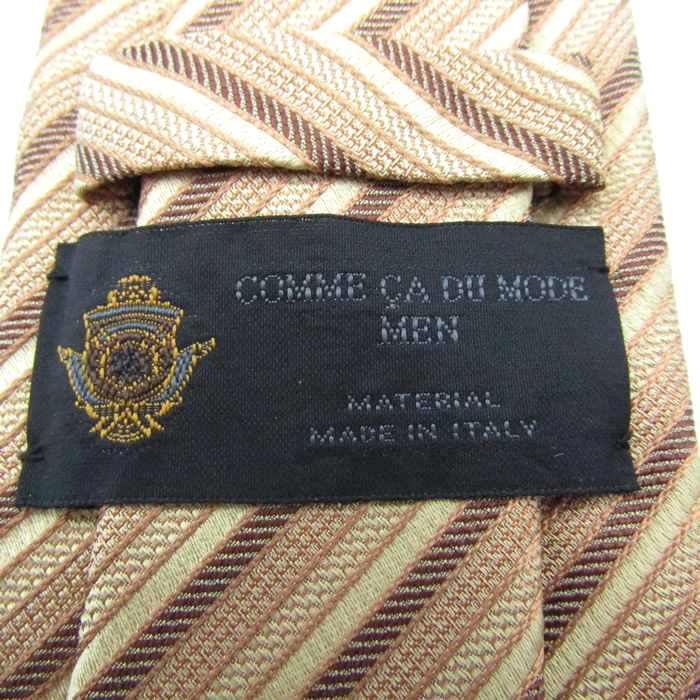 COMME ÇA DU MODE
MEN
MATERIAL
MADE IN ITALY